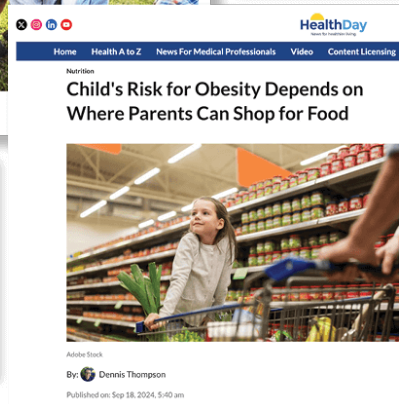 HealthDay
News for Healthier Living
Home Health A to Z News For Medical Professionals Video Content Licensing
Nutrition
Child's Risk for Obesity Depends on
Where Parents Can Shop for Food
Adobe Stock
By: Dennis Thompson
Published on: Sep 18, 2024, 5:40 am